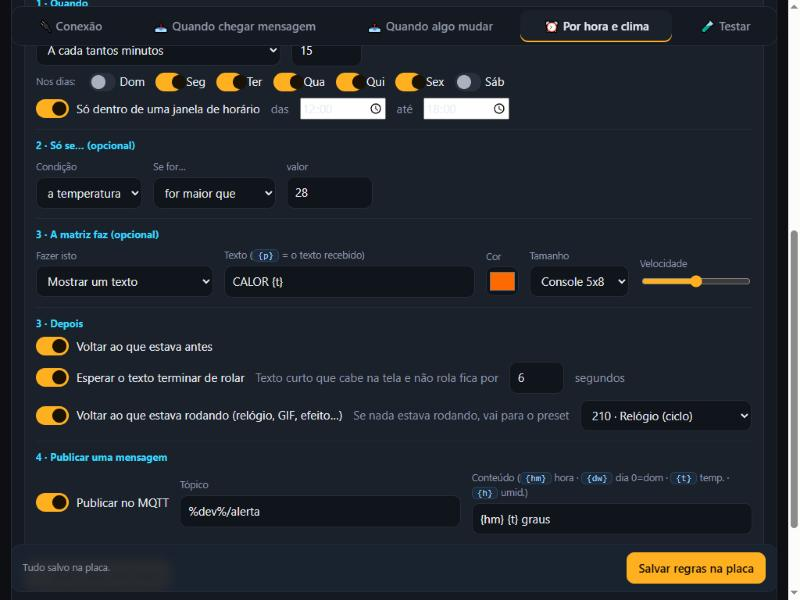 1 · Quando
Conexão
Quando chegar mensagem
Quando algo mudar
Por hora e clima
Testar
A cada tantos minutos
15
Nos dias:
Dom
Seg
Ter
Qua
Qui
Sex
Sáb
Só dentro de uma janela de horário
das
12:00
até
18:00
2 · Só se... (opcional)
Condição
Se for...
valor
a temperatura
for maior que
28
3 · A matriz faz (opcional)
Fazer isto
Texto ( {p} = o texto recebido)
Cor
Tamanho
Velocidade
Mostrar um texto
CALOR {t}
Console 5x8
3 · Depois
Voltar ao que estava antes
Esperar o texto terminar de rolar
Texto curto que cabe na tela e não rola fica por
6
segundos
Voltar ao que estava rodando (relógio, GIF, efeito...)
Se nada estava rodando, vai para o preset
210 · Relógio (ciclo)
4 · Publicar uma mensagem
Publicar no MQTT
Tópico
%dev%/alerta
Conteúdo ( {hm} hora · {dw} dia 0=dom · {t} temp. ·
{h} umid.)
{hm} {t} graus
Tudo salvo na placa.
Salvar regras na placa